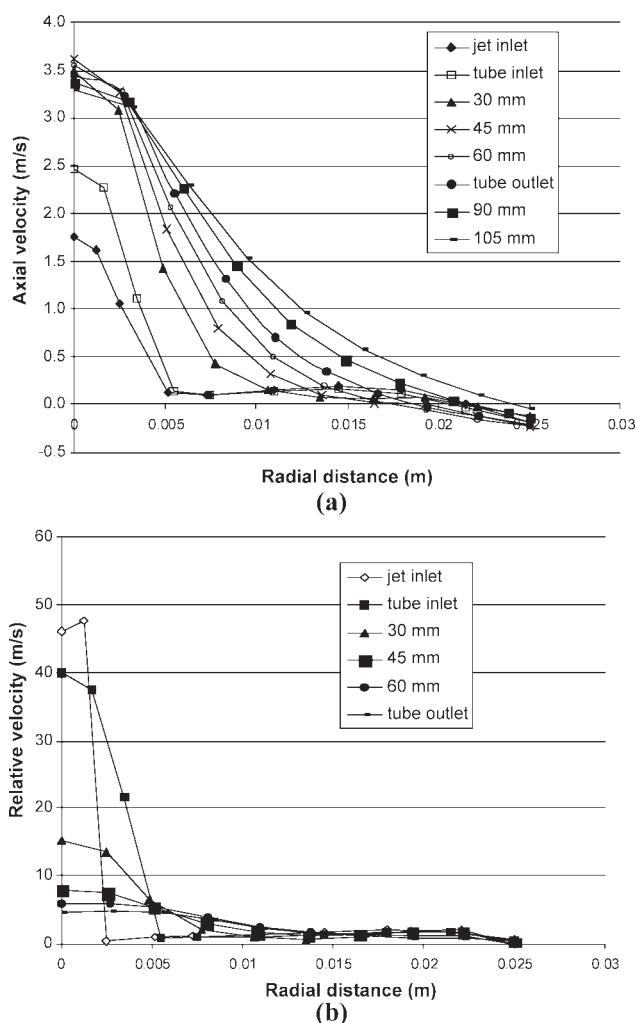 4.0
3.5
3.0
2.5
2.0
1.5
1.0
0.5
0.0
-0.5
Axial velocity (m/s)
jet inlet
tube inlet
30 mm
45 mm
60 mm
tube outlet
90 mm
105 mm
0 0.005 0.01 0.015 0.02 0.025 0.03
Radial distance (m)
(a)
60
50
40
30
20
10
0
Relative velocity (m/s)
jet inlet
tube inlet
30 mm
45 mm
60 mm
tube outlet
0 0.005 0.01 0.015 0.02 0.025 0.03
Radial distance (m)
(b)